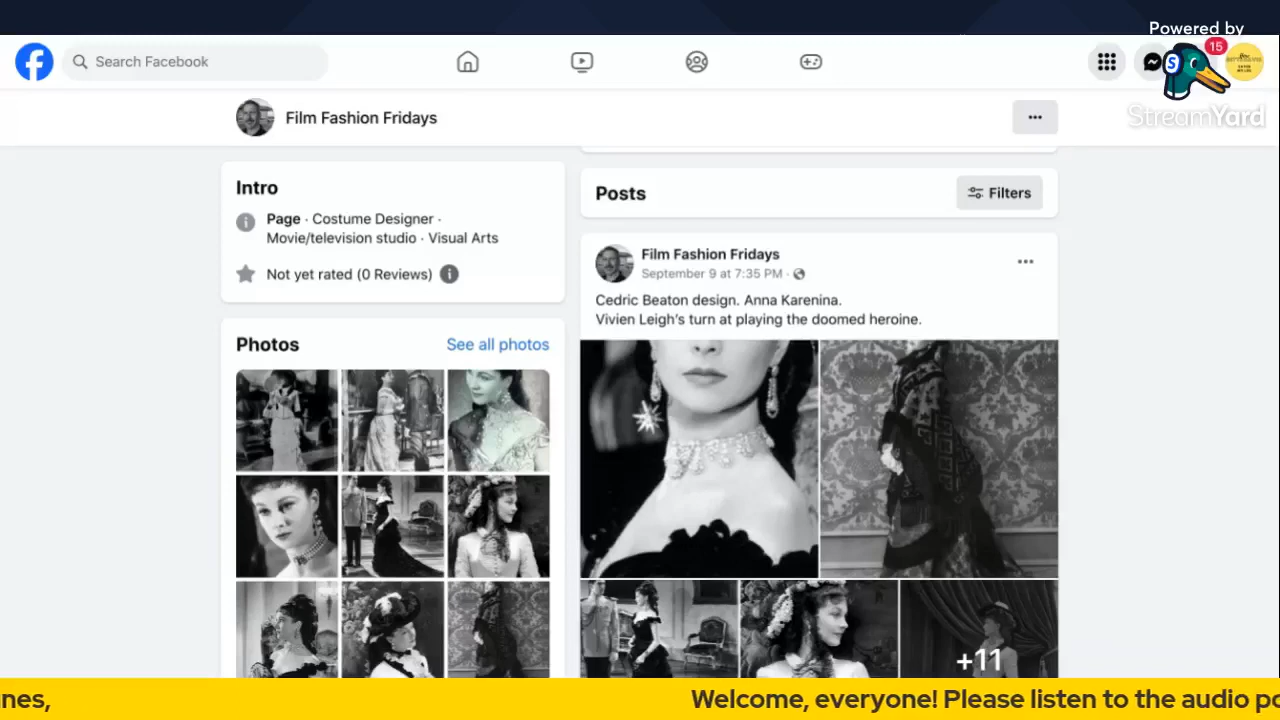 Powered by
StreamYard
15
Search Facebook
Film Fashion Fridays
Intro
Page · Costume Designer ·
Movie/television studio · Visual Arts
Not yet rated (0 Reviews)
Photos
See all photos
Posts
Filters
Film Fashion Fridays
September 9 at 7:35 PM ·
Cedric Beaton design. Anna Karenina.
Vivien Leigh's turn at playing the doomed heroine.
+11
nes, Welcome, everyone! Please listen to the audio po